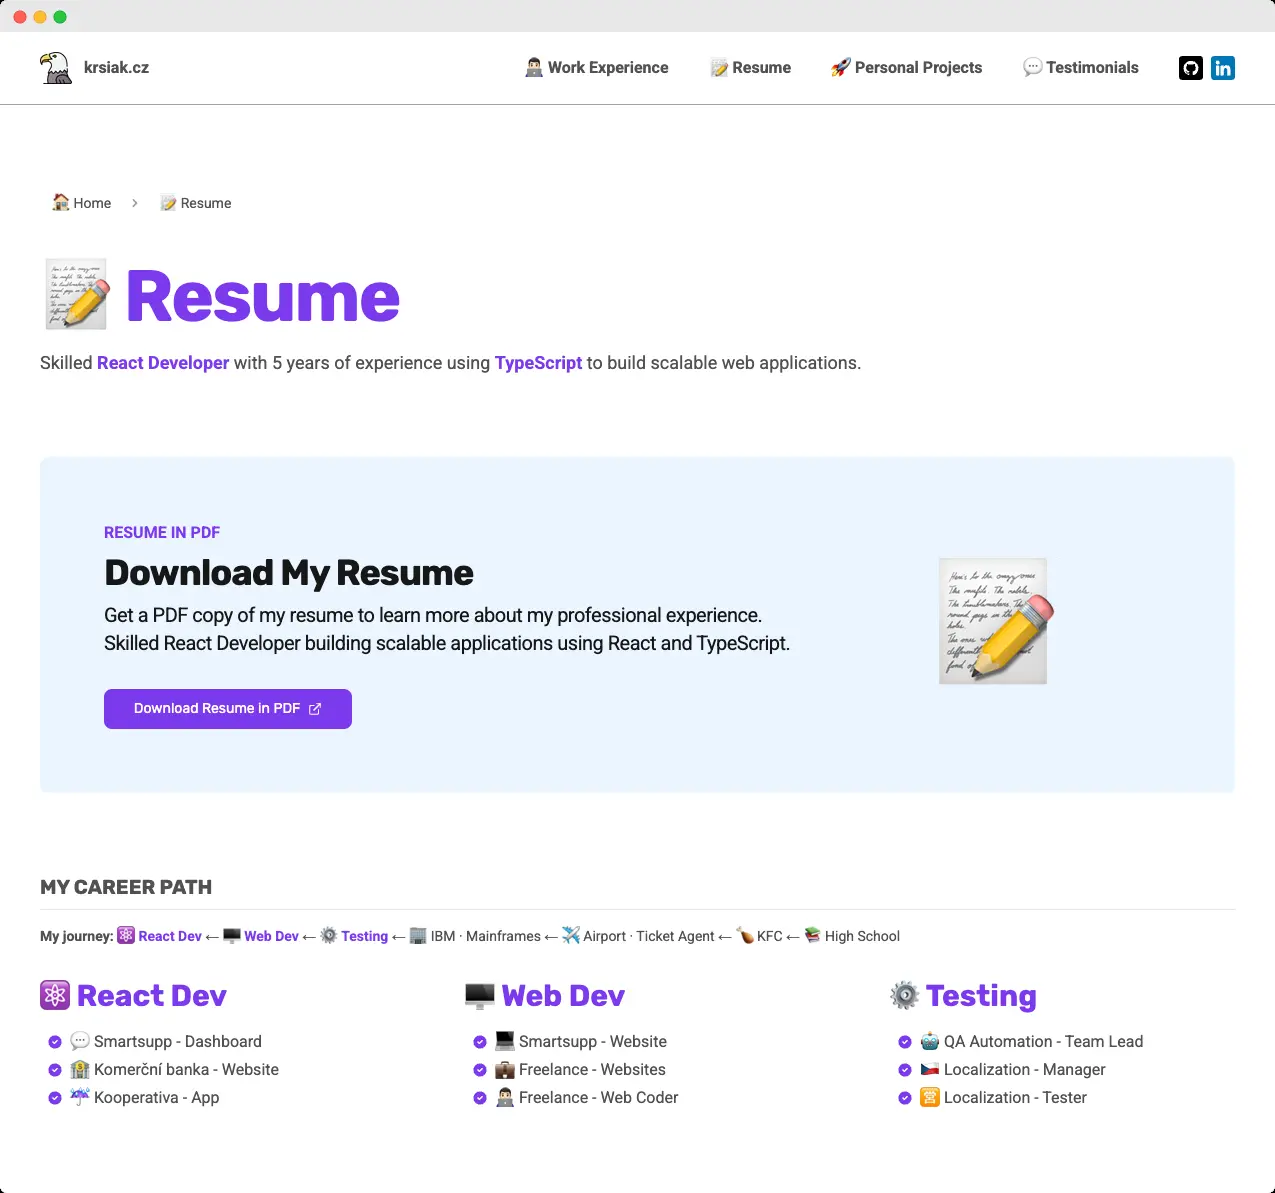 krsiak.cz
Work Experience
Resume
Personal Projects
Testimonials
Home
Resume
Resume
Skilled React Developer with 5 years of experience using TypeScript to build scalable web applications.
RESUME IN PDF
Download My Resume
Get a PDF copy of my resume to learn more about my professional experience.
Skilled React Developer building scalable applications using React and TypeScript.
Download Resume in PDF
MY CAREER PATH
My journey: ⚛️ React Dev ← 🖥️ Web Dev ← ⚙️ Testing ← 🏢 IBM · Mainframes ← ✈️ Airport · Ticket Agent ← 🍗 KFC ← 📚 High School
React Dev
Smartsupp - Dashboard
Komerční banka - Website
Kooperativa - App
Web Dev
Smartsupp - Website
Freelance - Websites
Freelance - Web Coder
Testing
QA Automation - Team Lead
Localization - Manager
Localization - Tester